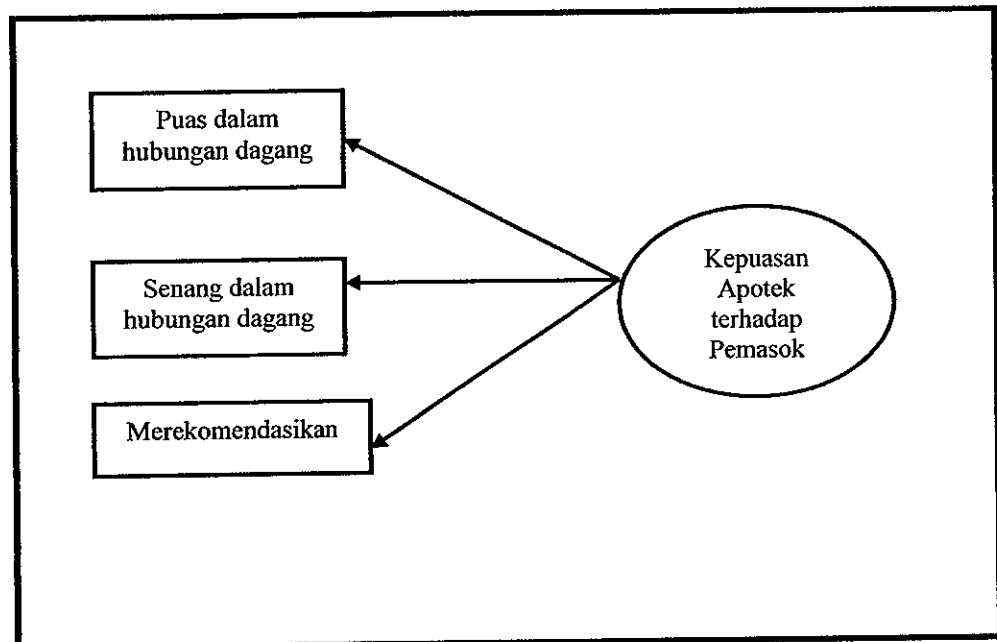 Puas dalam
hubungan dagang
Senang dalam
hubungan dagang
Merekomendasikan
Kepuasan
Apotek
terhadap
Pemasok